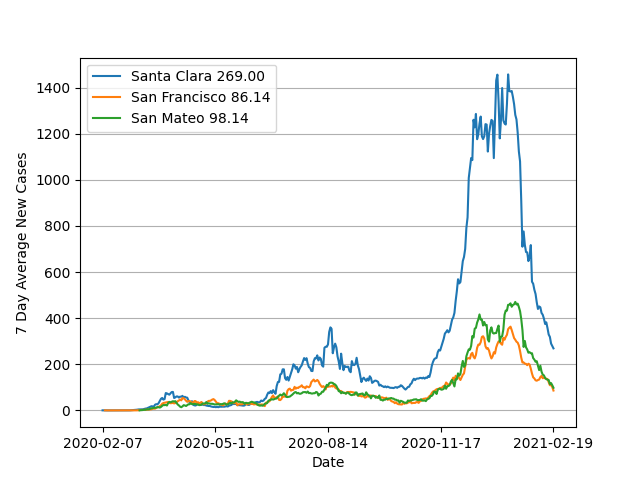 Santa Clara 269.00
San Francisco 86.14
San Mateo 98.14
1400
1200
1000
800
600
400
200
0
7 Day Average New Cases
2020-02-07
2020-05-11
2020-08-14
2020-11-17
2021-02-19
Date